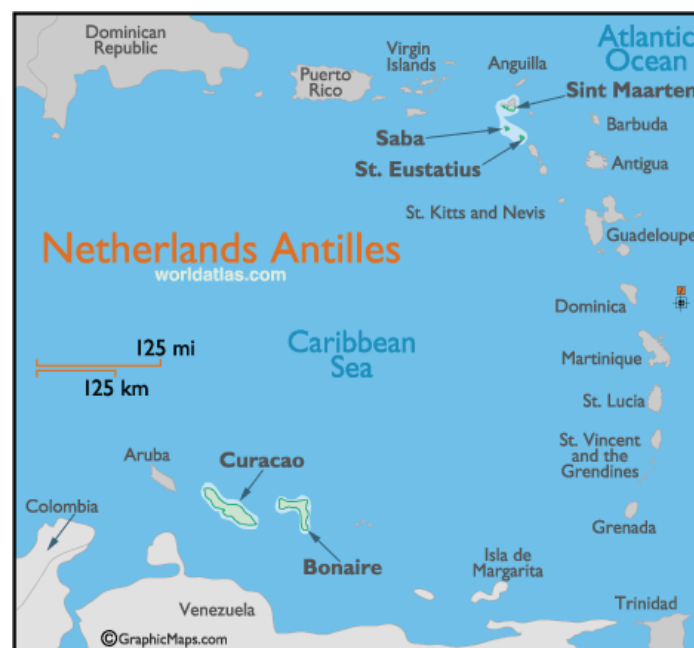 Dominican
Republic
Puerto
Rico
Virgin
Islands
Anguilla
Atlantic
Ocean
Sint Maarten
Saba
Barbuda
St. Eustatius
Antigua
St. Kitts and Nevis
Guadeloupe
Netherlands Antilles
worldatlas.com
Dominica
Caribbean
Sea
125 mi
125 km
Martinique
St. Lucia
St. Vincent
and the
Grendines
Aruba
Curacao
Colombia
Grenada
Bonaire
Isla de
Margarita
Venezuela
Trinidad
©GraphicMaps.com